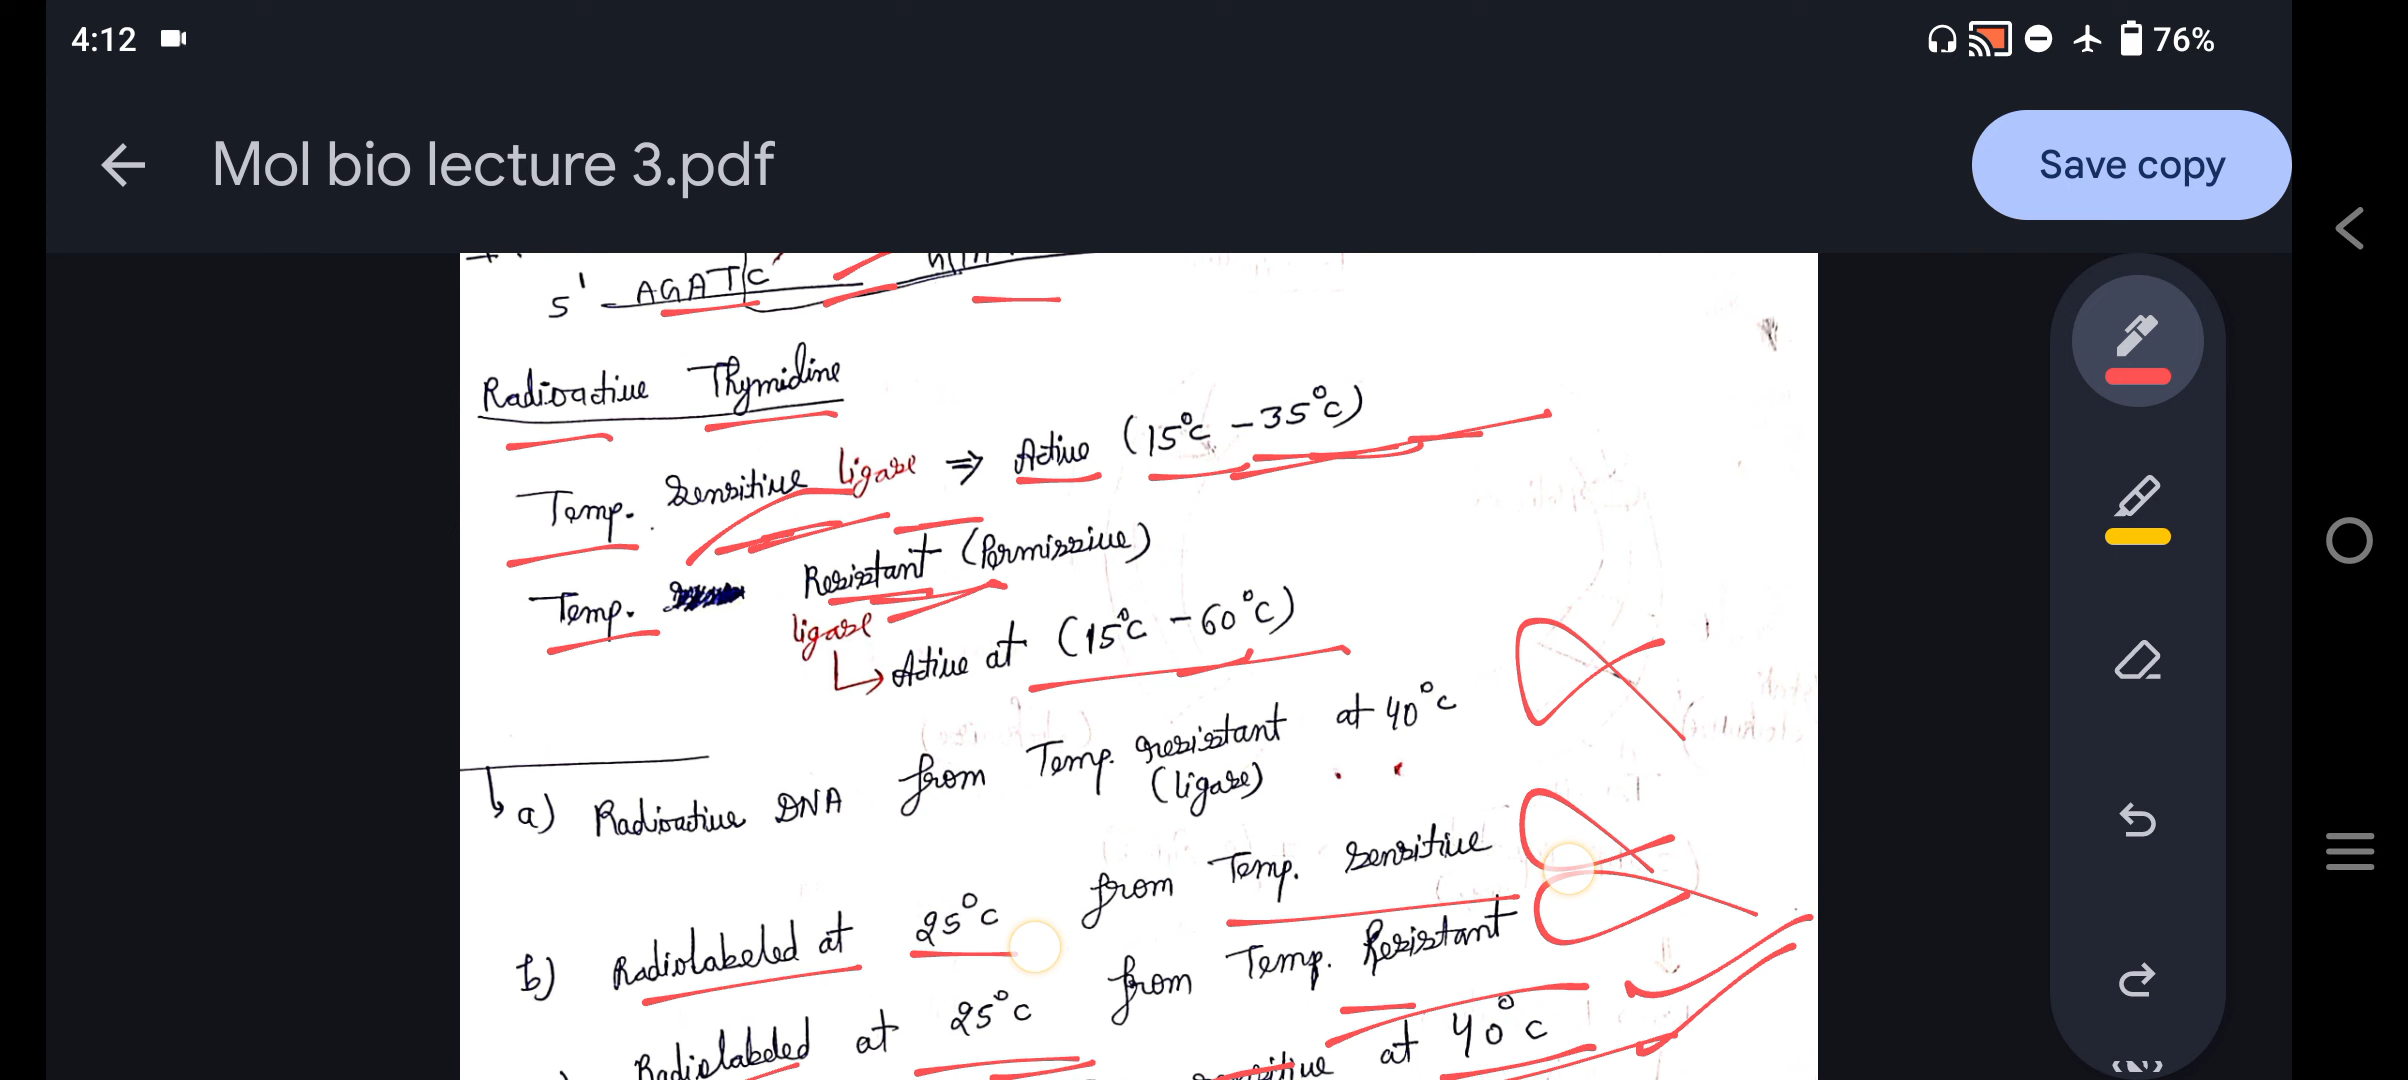 4:12
76%
Mol bio lecture 3.pdf
Save copy
5' AGATC
Radioactive Thymidine
Temp. Sensitive ligase ⇒ Active (15°C - 35°C)
Temp. Resistant (Permissive)
ligase
↳ Active at (15°C - 60°C)
a) Radioactive DNA from Temp. resistant at 40°C
(ligase)
b) Radiolabeled at 25°C from Temp. Sensitive
Radiolabeled at 25°C from Temp. Resistant
at 40°C